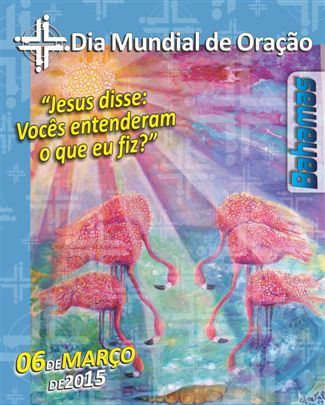 Dia Mundial de Oração
"Jesus disse:
Vocês entenderam
o que eu fiz?"
Bahamas
06 DE MARÇO
DE 2015